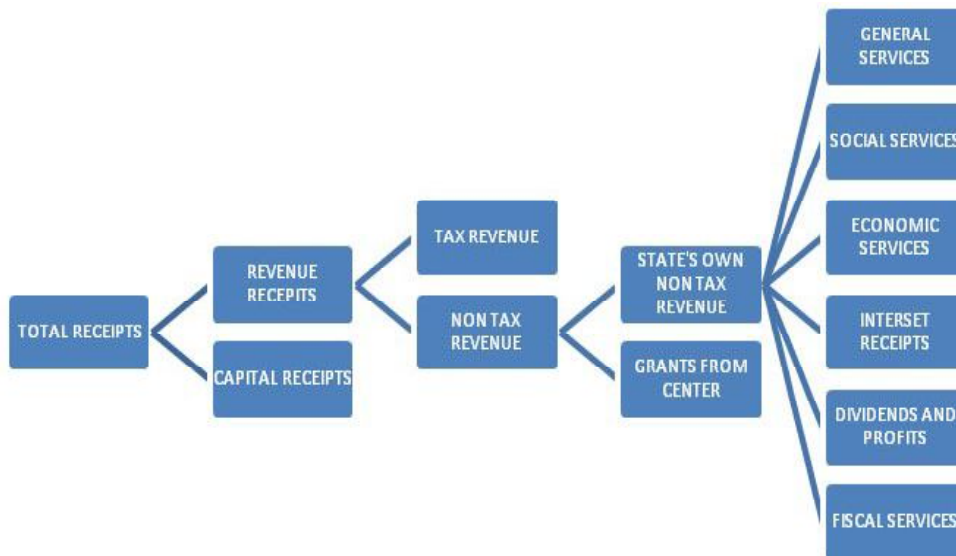 TOTAL RECEIPTS
REVENUE
RECEPITS
CAPITAL RECEIPTS
TAX REVENUE
NON TAX
REVENUE
STATE'S OWN
NON TAX
REVENUE
GRANTS FROM
CENTER
GENERAL
SERVICES
SOCIAL SERVICES
ECONOMIC
SERVICES
INTERSET
RECEIPTS
DIVIDENDS AND
PROFITS
FISCAL SERVICES